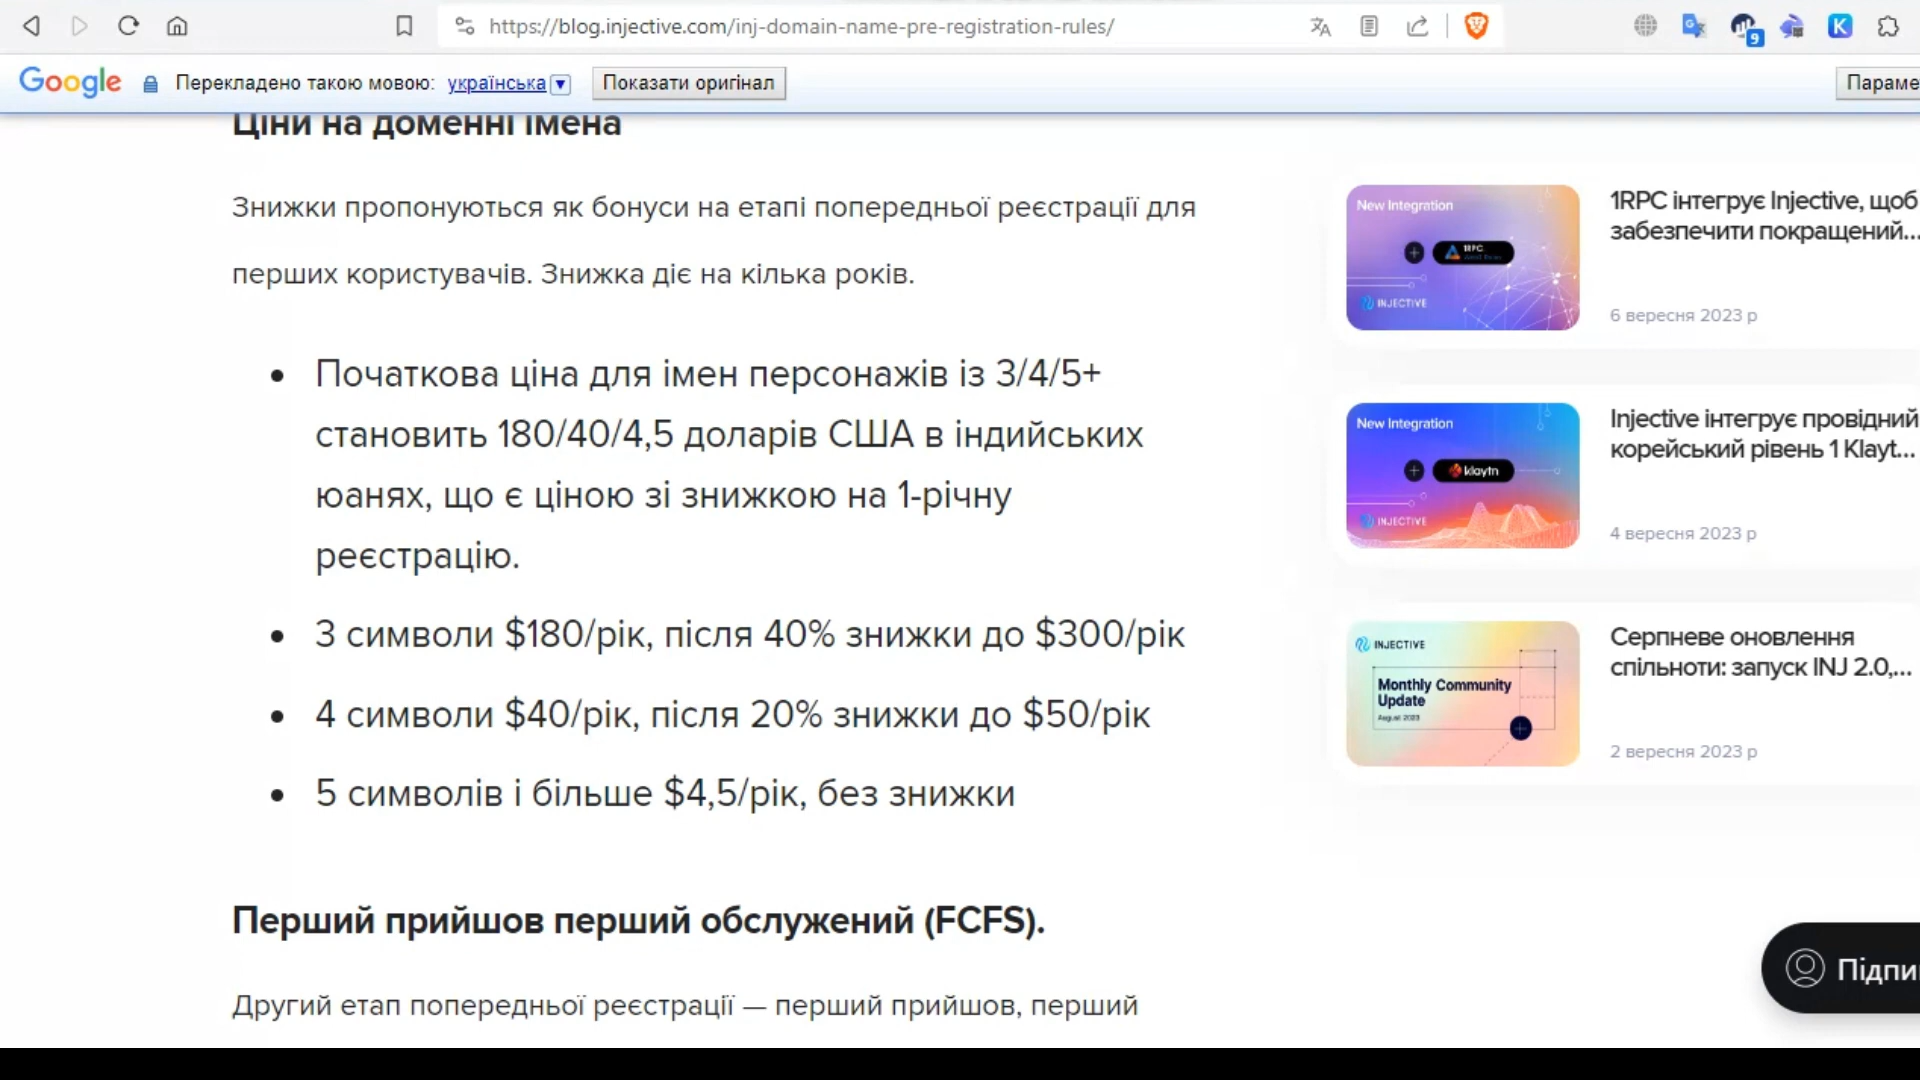 https://blog.injective.com/inj-domain-name-pre-registration-rules/
9
K
Google
Перекладено такою мовою: українська
Показати оригінал
Параме
Ціни на доменні імена
Знижки пропонуються як бонуси на етапі попередньої реєстрації для
перших користувачів. Знижка діє на кілька років.
• Початкова ціна для імен персонажів із 3/4/5+
становить 180/40/4,5 доларів США в індійських
юанях, що є ціною зі знижкою на 1-річну
реєстрацію.
• 3 символи $180/рік, після 40% знижки до $300/рік
• 4 символи $40/рік, після 20% знижки до $50/рік
• 5 символів і більше $4,5/рік, без знижки
Перший прийшов перший обслужений (FCFS).
Другий етап попередньої реєстрації — перший прийшов, перший
New Integration
1RPC
INJECTIVE
1RPC інтегрує Injective, щоб
забезпечити покращений...
6 вересня 2023 р
New Integration
klaytn
INJECTIVE
Injective інтегрує провідний
корейський рівень 1 Klayt...
4 вересня 2023 р
INJECTIVE
Monthly Community
Update
August 2023
Серпневе оновлення
спільноти: запуск INJ 2.0,...
2 вересня 2023 р
Підпи